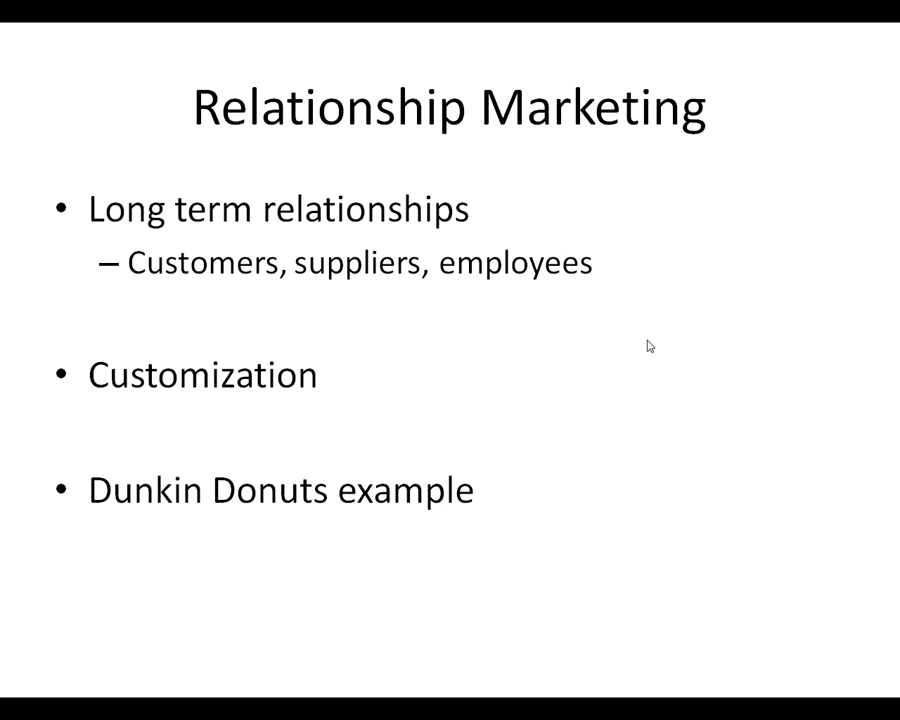 Relationship Marketing
• Long term relationships
– Customers, suppliers, employees
• Customization
• Dunkin Donuts example